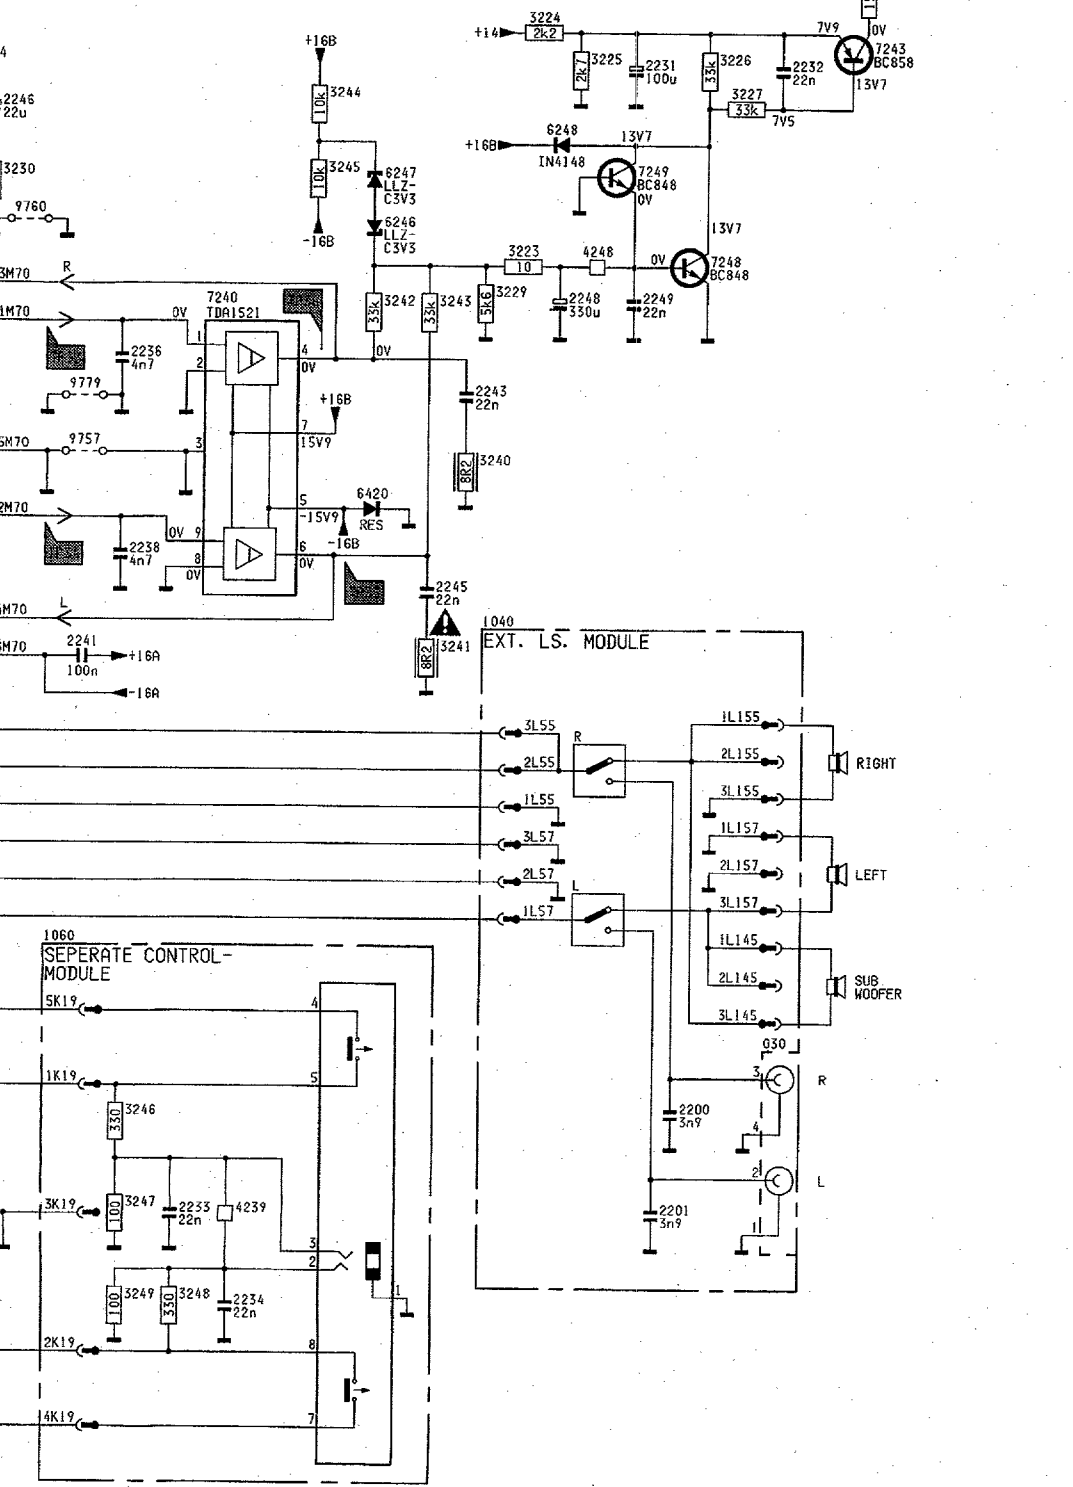 3224
+14
2k2
7V9
0V
7243
BC858
+16B
3225
2k7
2231
100u
33k
3226
2232
22n
13V7
4
3244
10k
3227
33k
7V5
2246
22u
6248
13V7
+16B
IN4148
3230
3245
10k
6247
LLZ-
C3V3
7249
BC848
0V
9760
6246
LLZ-
C3V3
-16B
13V7
3M70
R
3223
10
4248
0V
7248
BC848
7240
TDA1521
3242
33k
3243
33k
3229
5k6
2248
330u
2249
22n
1M70
0V
1
4
0V
0V
2236
4n7
2
9779
+16B
2243
22n
7
15V9
5M70
9757
3
3240
8R2
5
-15V9
6420
RES
-16B
2M70
0V
9
2238
4n7
8
0V
6
0V
2245
22n
4M70
L
1040
EXT. LS. MODULE
3241
8R2
6M70
2241
100n
+16A
-16A
3L55
R
1L155
2L55
2L155
RIGHT
1L55
3L155
3L57
1L157
2L57
2L157
LEFT
L
1L57
3L157
1060
SEPERATE CONTROL-
MODULE
1L145
2L145
SUB
WOOFER
5K19
4
3L145
030
1K19
5
3
R
3246
330
2200
3n9
4
3247
100
2233
22n
4239
2
L
3K19
2201
3n9
1
3
2
3249
100
3248
330
2234
22n
1
2K19
8
4K19
7